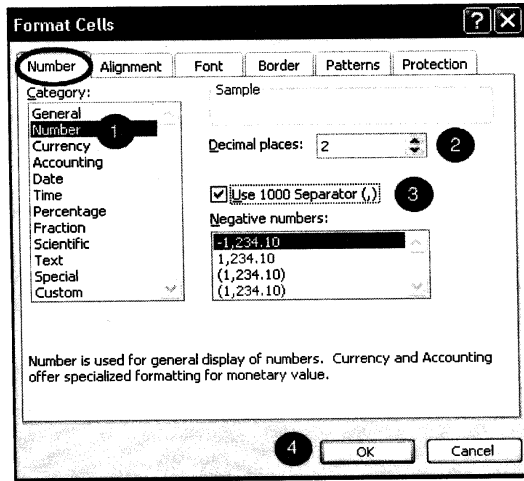 Format Cells
Number Alignment Font Border Patterns Protection
Category:
General
Number
Currency
Accounting
Date
Time
Percentage
Fraction
Scientific
Text
Special
Custom
1
Sample
Decimal places: 2
2
Use 1000 Separator (,)
3
Negative numbers:
-1,234.10
1,234.10
(1,234.10)
(1,234.10)
Number is used for general display of numbers. Currency and Accounting
offer specialized formatting for monetary value.
4
OK Cancel